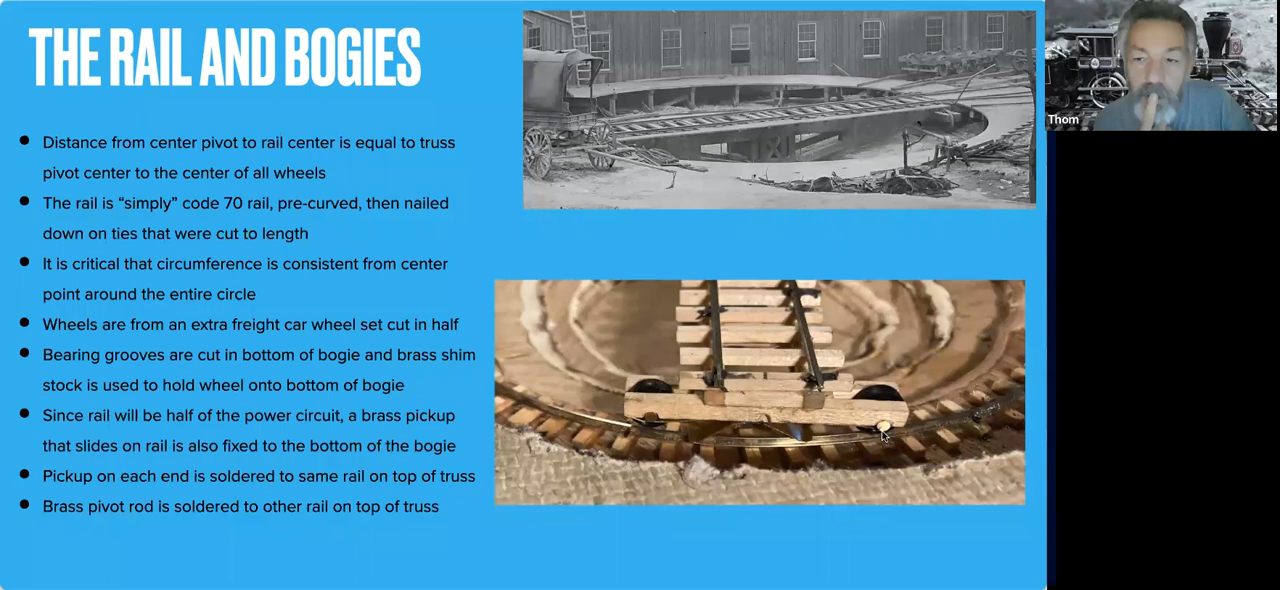 THE RAIL AND BOGIES
Thom
Distance from center pivot to rail center is equal to truss
pivot center to the center of all wheels
The rail is “simply” code 70 rail, pre-curved, then nailed
down on ties that were cut to length
It is critical that circumference is consistent from center
point around the entire circle
Wheels are from an extra freight car wheel set cut in half
Bearing grooves are cut in bottom of bogie and brass shim
stock is used to hold wheel onto bottom of bogie
Since rail will be half of the power circuit, a brass pickup
that slides on rail is also fixed to the bottom of the bogie
Pickup on each end is soldered to same rail on top of truss
Brass pivot rod is soldered to other rail on top of truss